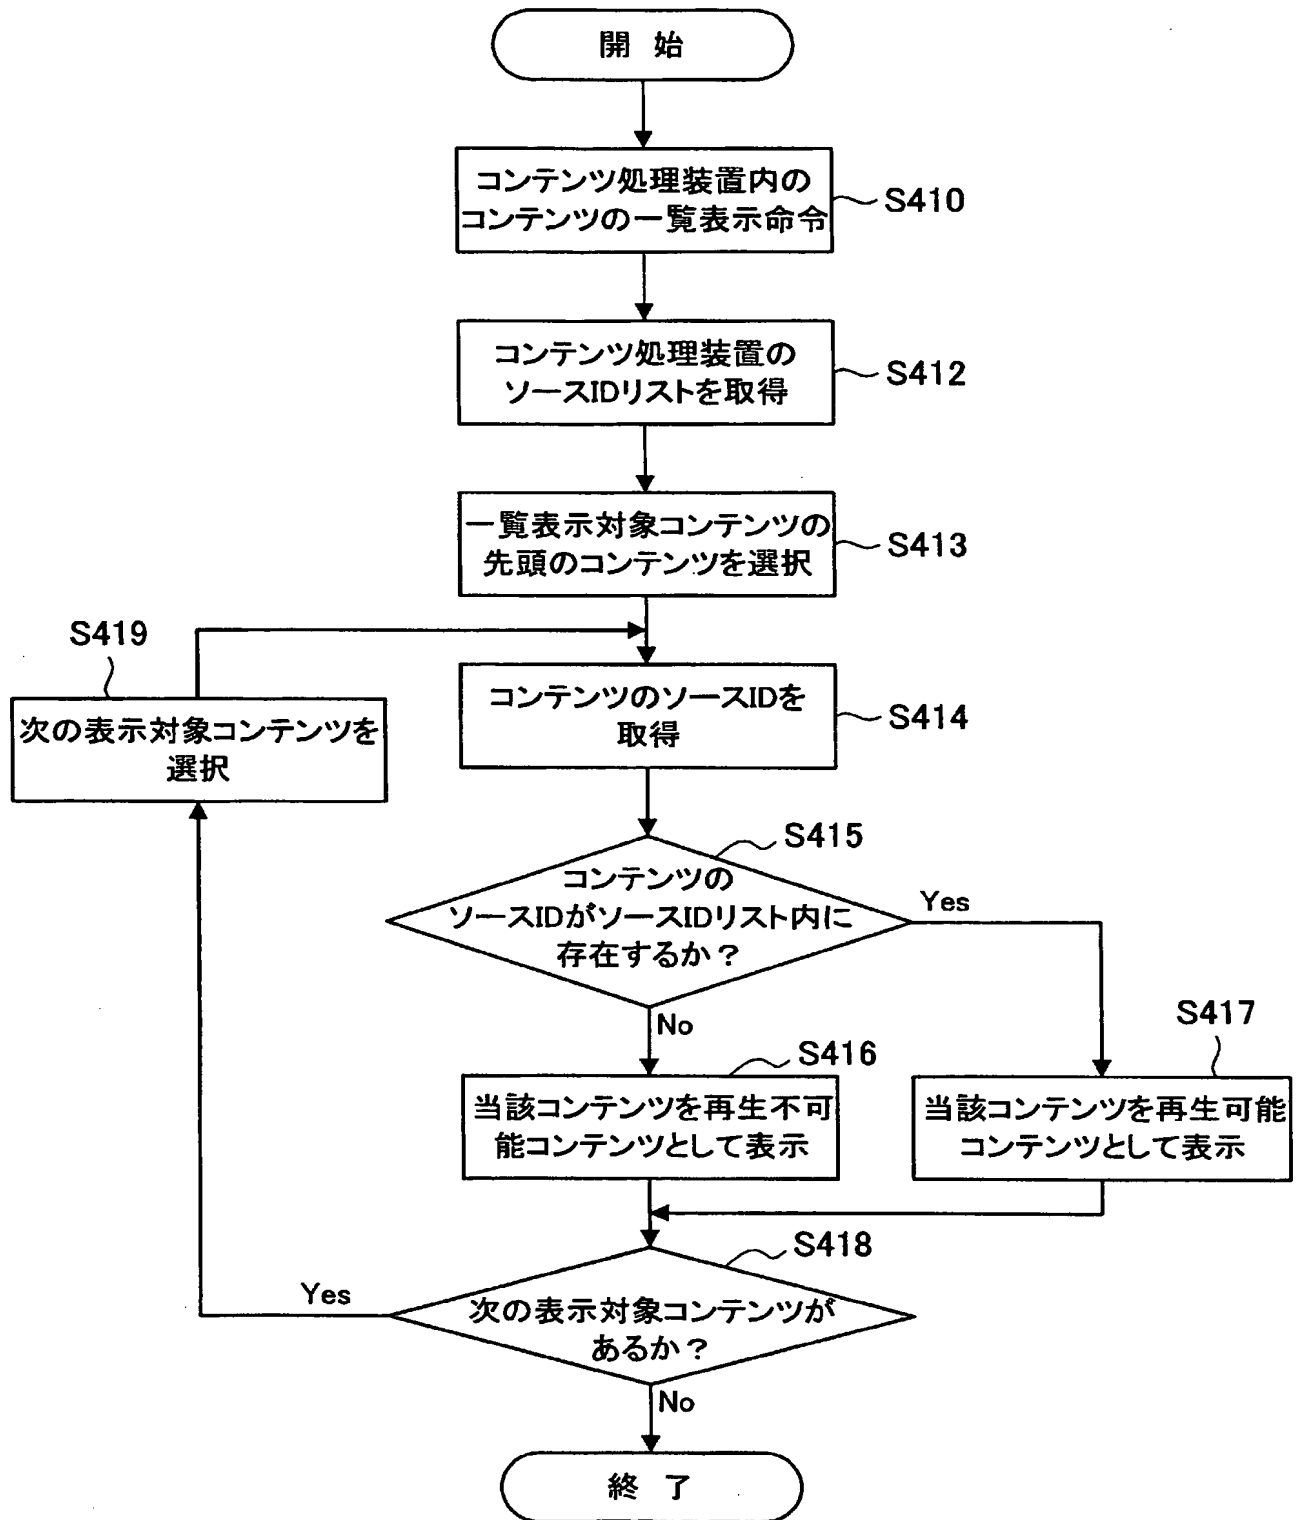 開 始
コンテンツ処理装置内の
コンテンツの一覧表示命令
S410
コンテンツ処理装置の
ソースIDリストを取得
S412
一覧表示対象コンテンツの
先頭のコンテンツを選択
S413
S419
次の表示対象コンテンツを
選択
コンテンツのソースIDを
取得
S414
S415
コンテンツの
ソースIDがソースIDリスト内に
存在するか？
Yes
No
S416
当該コンテンツを再生不可
能コンテンツとして表示
S417
当該コンテンツを再生可能
コンテンツとして表示
S418
次の表示対象コンテンツが
あるか？
Yes
No
終 了